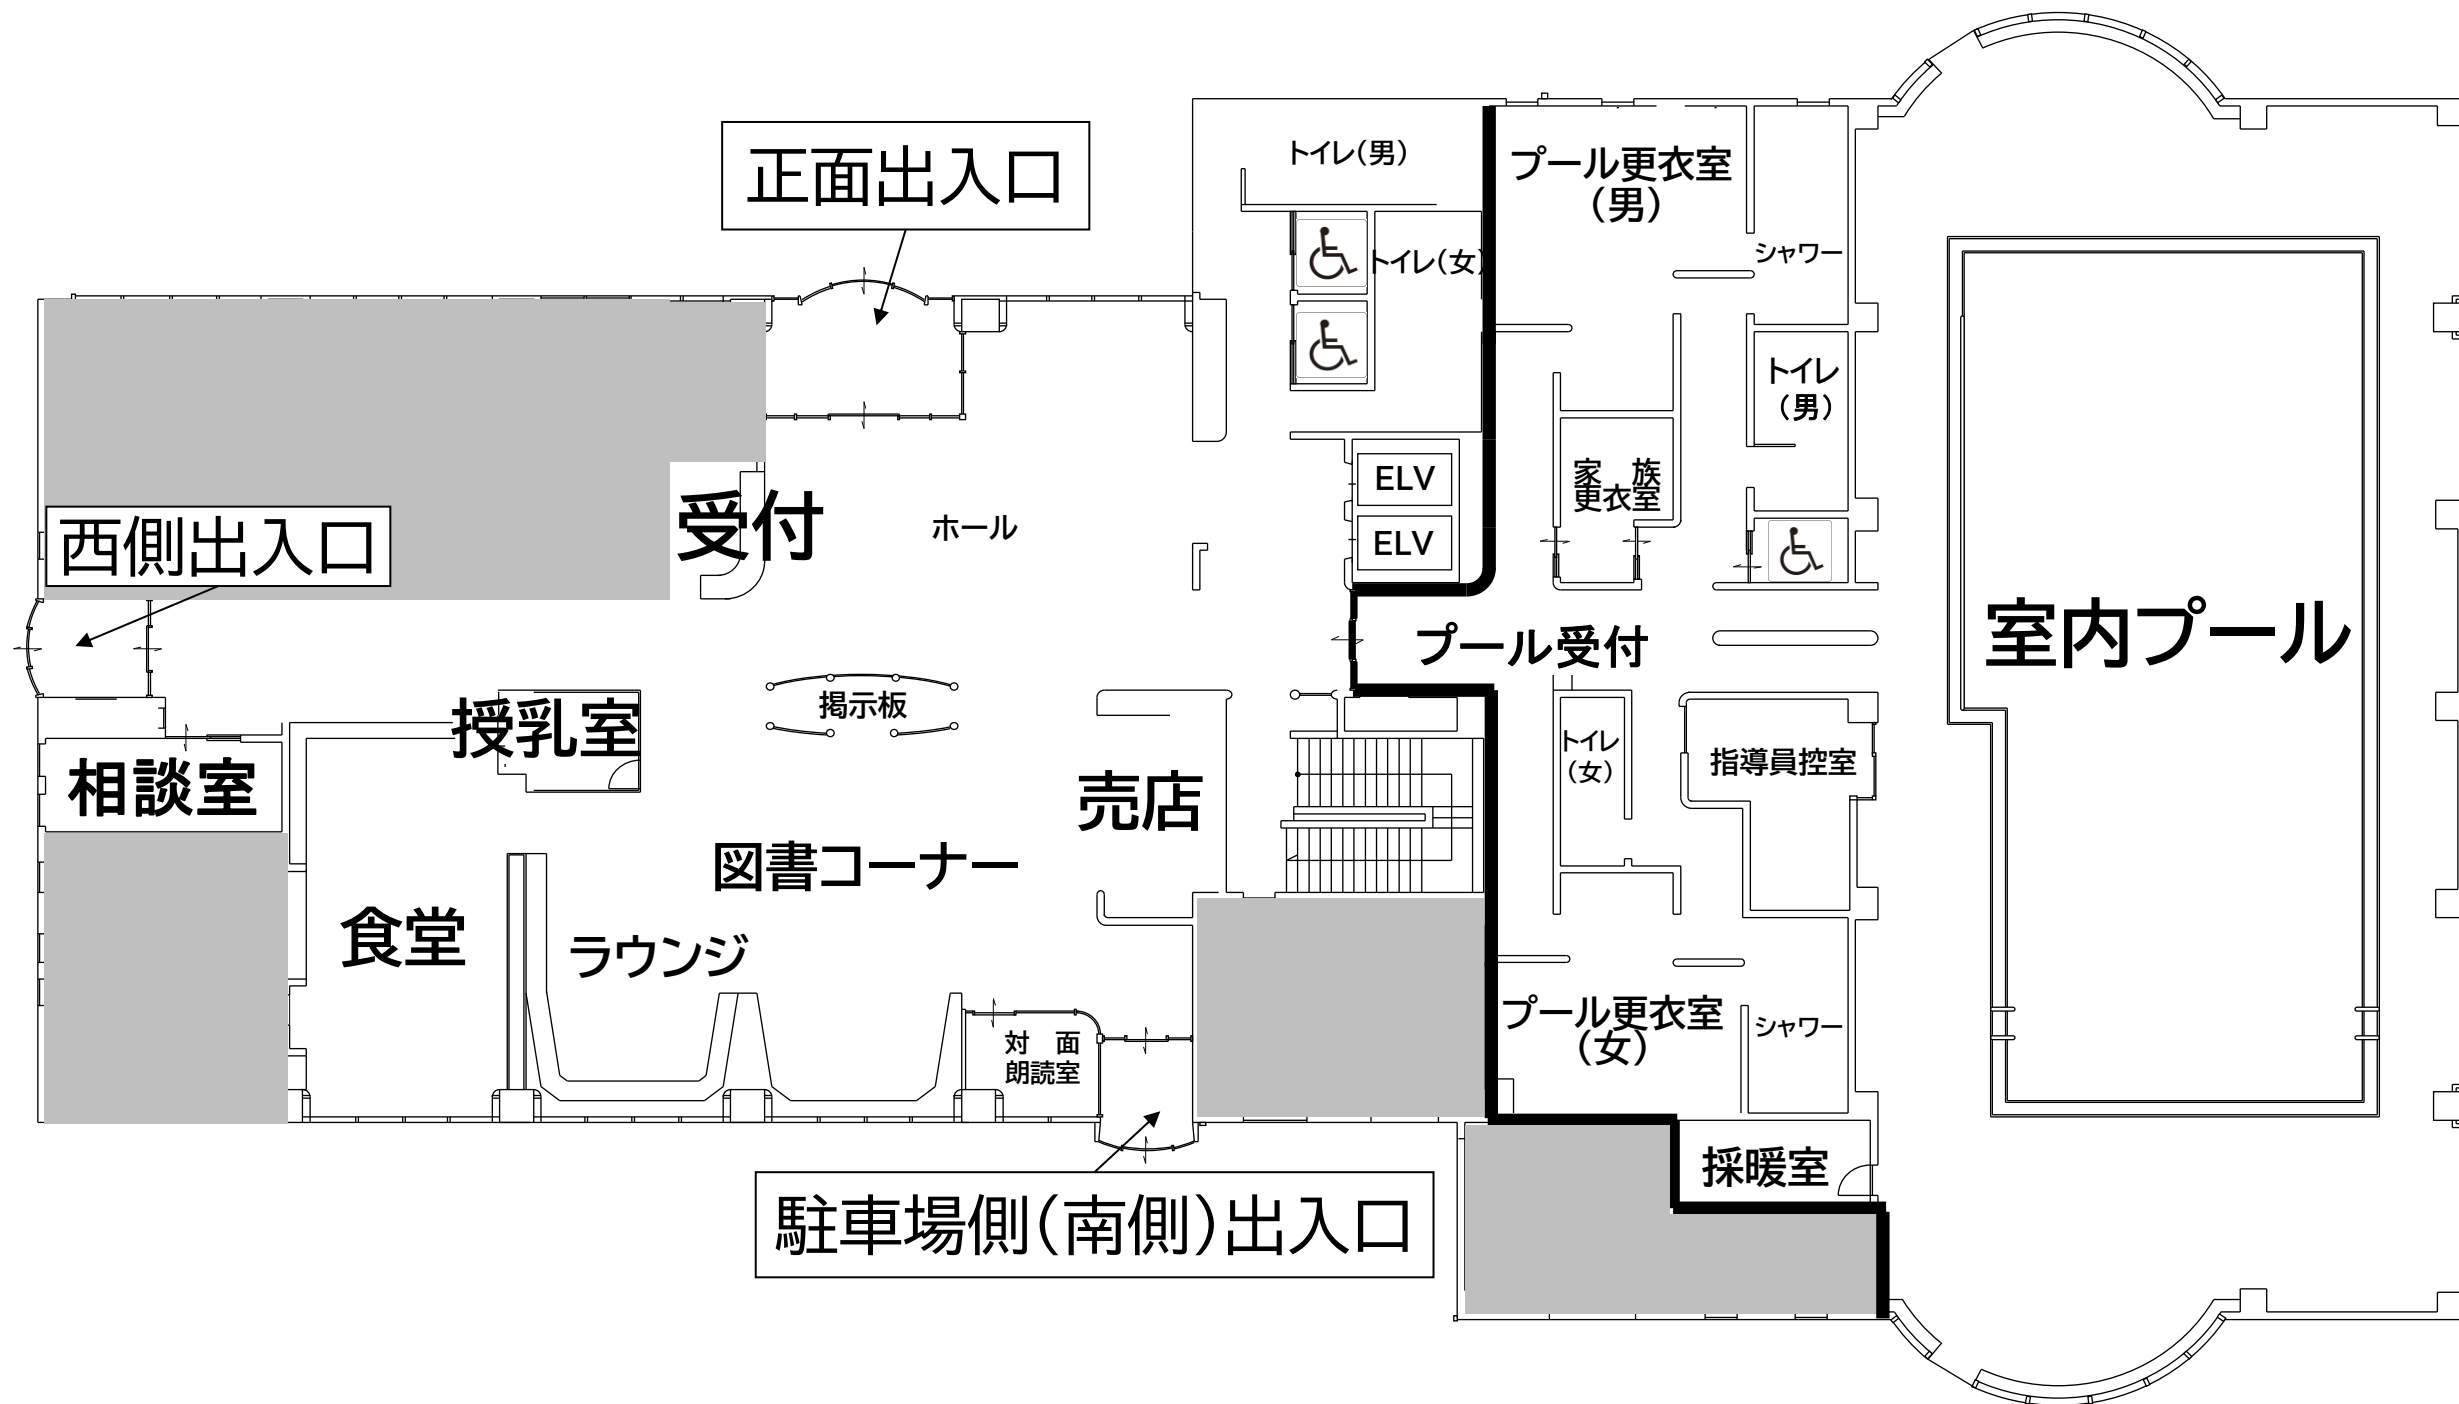 正面出入口
トイレ(男)
プール更衣室
(男)
シャワー
トイレ(女)
トイレ
(男)
ELV
ELV
家　族
更衣室
西側出入口
受付
ホール
プール受付
室内プール
授乳室
掲示板
相談室
売店
トイレ
(女)
指導員控室
図書コーナー
食堂
ラウンジ
対　面
朗読室
プール更衣室
(女)
シャワー
採暖室
駐車場側(南側)出入口